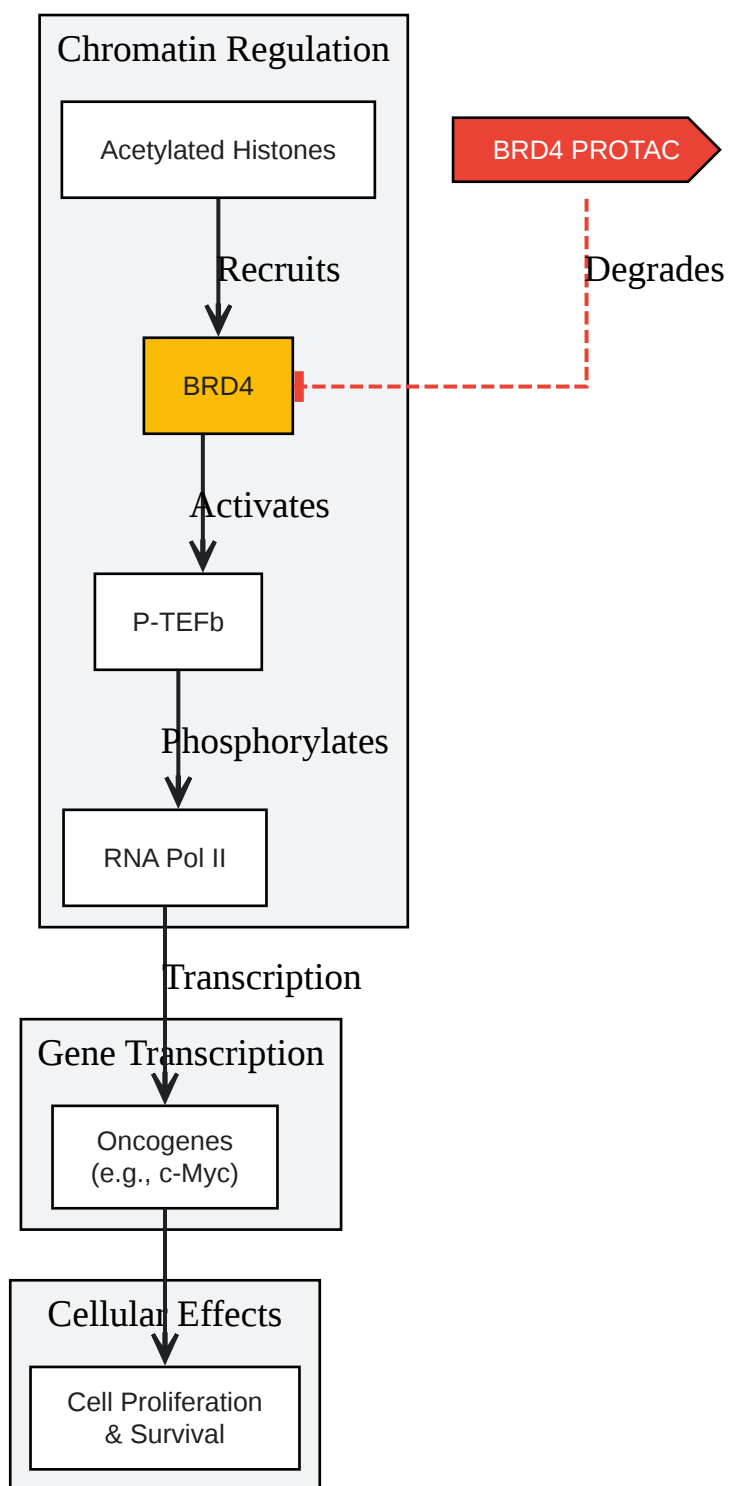 Chromatin Regulation
Acetylated Histones
BRD4 PROTAC
Recruits
Degrades
BRD4
Activates
P-TEFb
Phosphorylates
RNA Pol II
Transcription
Gene Transcription
Oncogenes
(e.g., c-Myc)
Cellular Effects
Cell Proliferation
& Survival